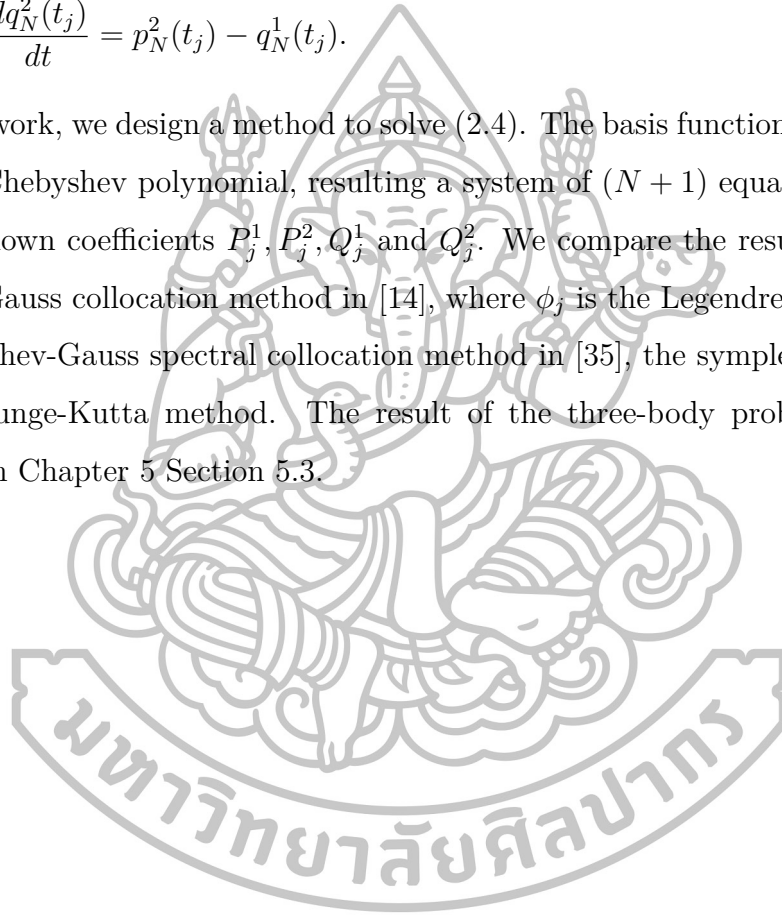 dq_N^2(t_j)/dt = p_N^2(t_j) − q_N^1(t_j).
work, we design a method to solve (2.4). The basis function
Chebyshev polynomial, resulting a system of (N + 1) equa
own coefficients P_j^1, P_j^2, Q_j^1 and Q_j^2. We compare the resu
Gauss collocation method in [14], where ϕ_j is the Legendre
hev-Gauss spectral collocation method in [35], the symple
unge-Kutta method. The result of the three-body prob
n Chapter 5 Section 5.3.
มหาวิทยาลัยศิลปากร